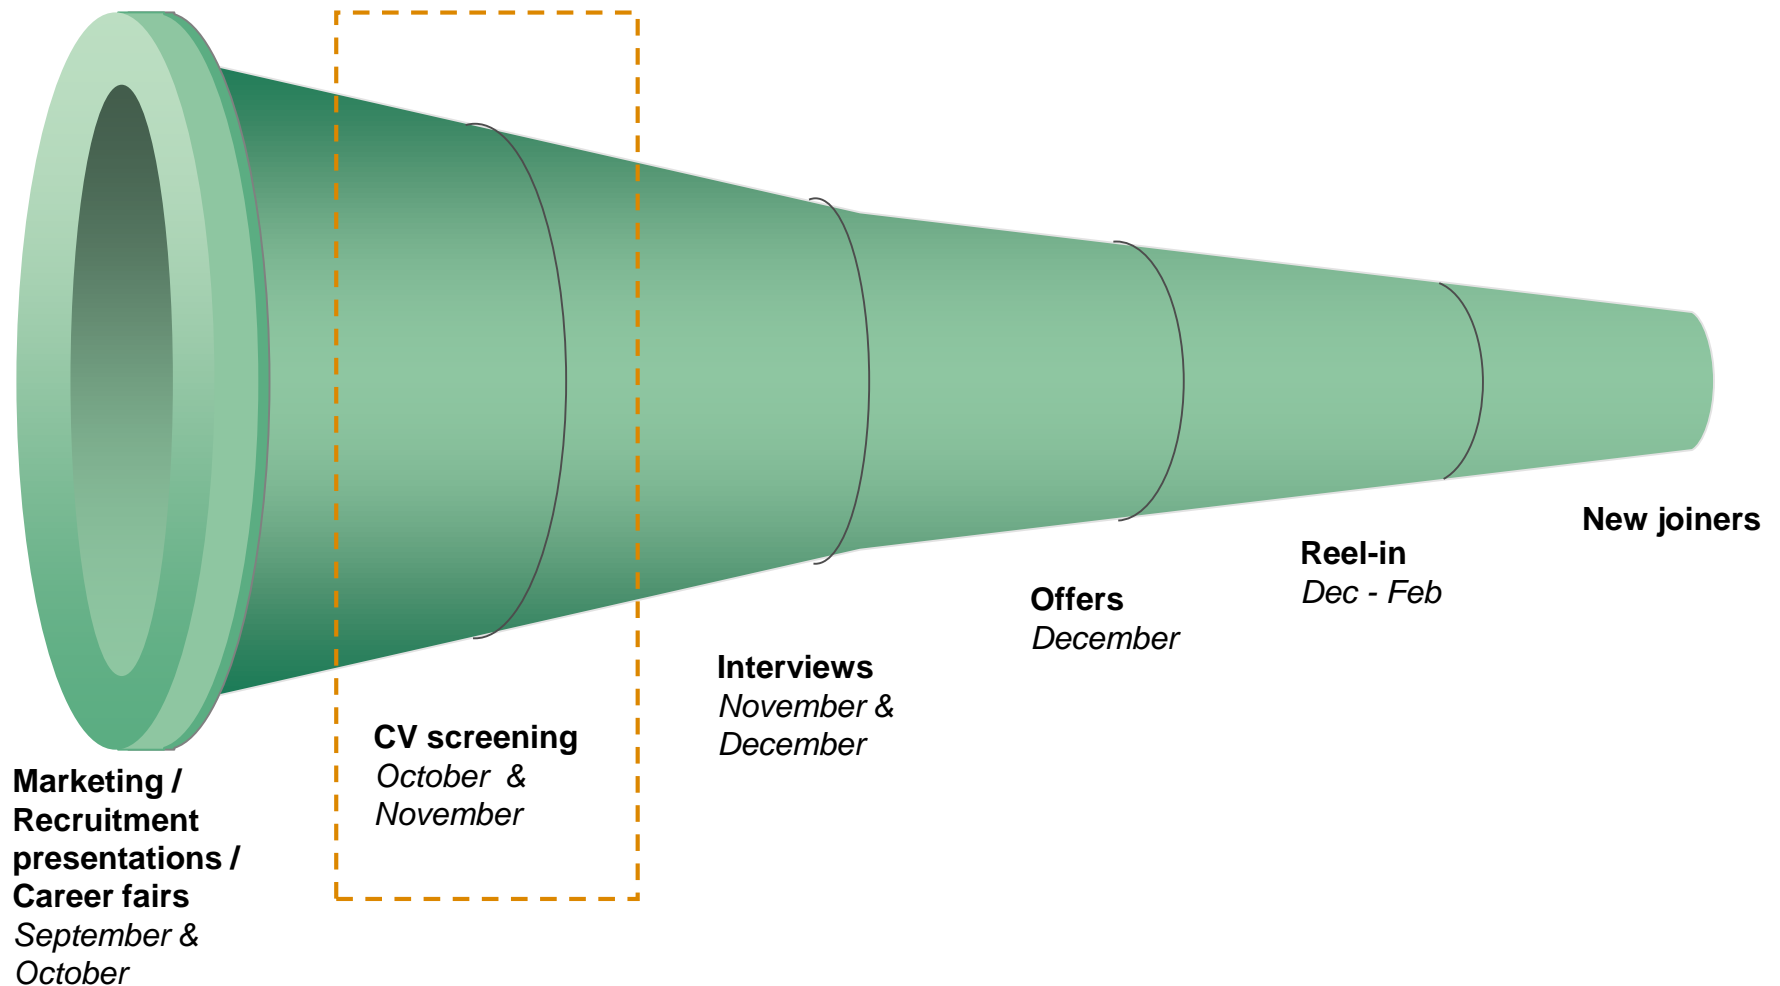 Marketing /
Recruitment
presentations /
Career fairs
September &
October
CV screening
October &
November
Interviews
November &
December
Offers
December
Reel-in
Dec - Feb
New joiners